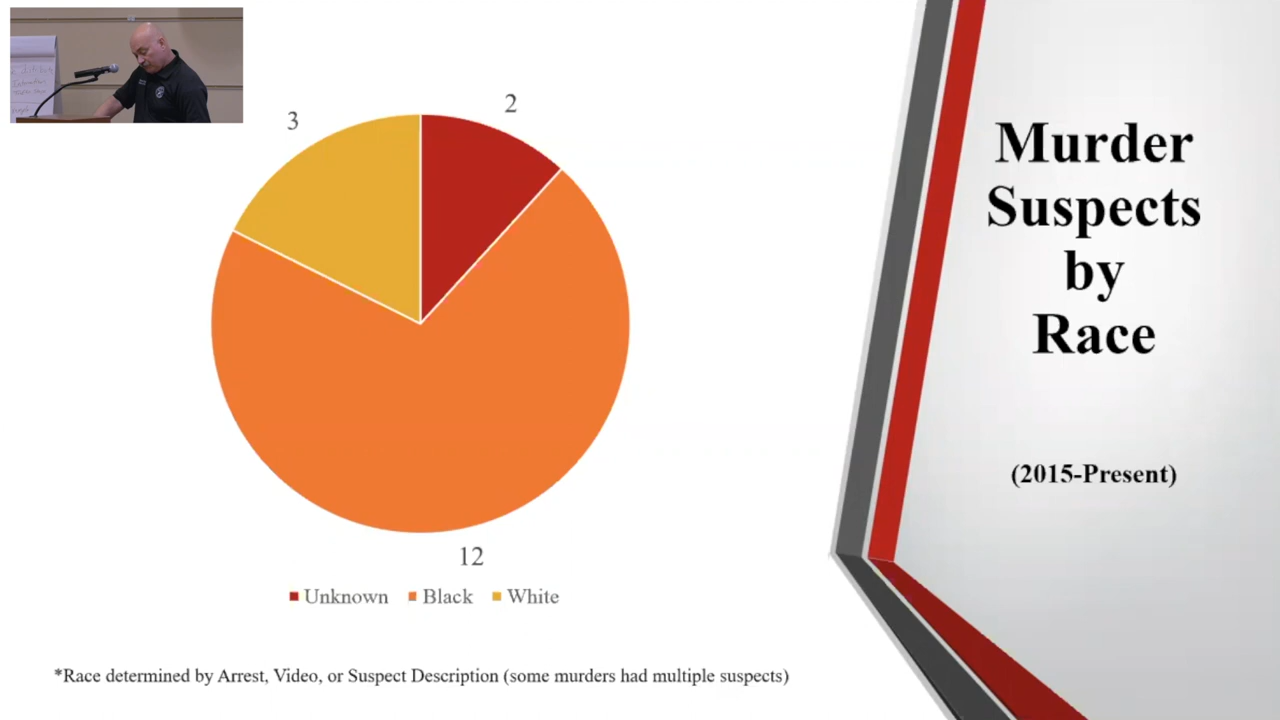 2
3
12
Unknown Black White
*Race determined by Arrest, Video, or Suspect Description (some murders had multiple suspects)
Murder
Suspects
by
Race
(2015-Present)